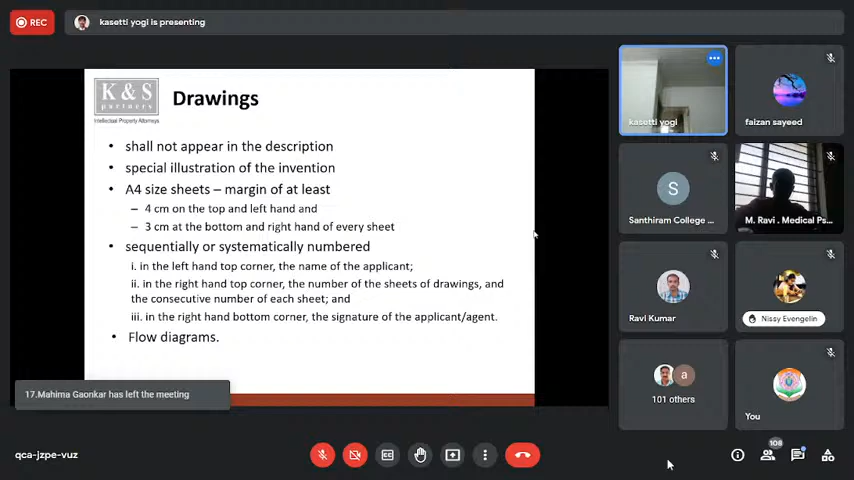 REC
kasetti yogi is presenting
K & S
partners
Intellectual Property Attorneys
Drawings
• shall not appear in the description
• special illustration of the invention
• A4 size sheets – margin of at least
– 4 cm on the top and left hand and
– 3 cm at the bottom and right hand of every sheet
• sequentially or systematically numbered
i. in the left hand top corner, the name of the applicant;
ii. in the right hand top corner, the number of the sheets of drawings, and
the consecutive number of each sheet; and
iii. in the right hand bottom corner, the signature of the applicant/agent.
• Flow diagrams.
17.Mahima Gaonkar has left the meeting
kasetti yogi
faizan sayeed
S
Santhiram College ...
M. Ravi . Medical Ps...
Ravi Kumar
Nissy Evengelin
a
101 others
You
qca-jzpe-vuz
CC
108